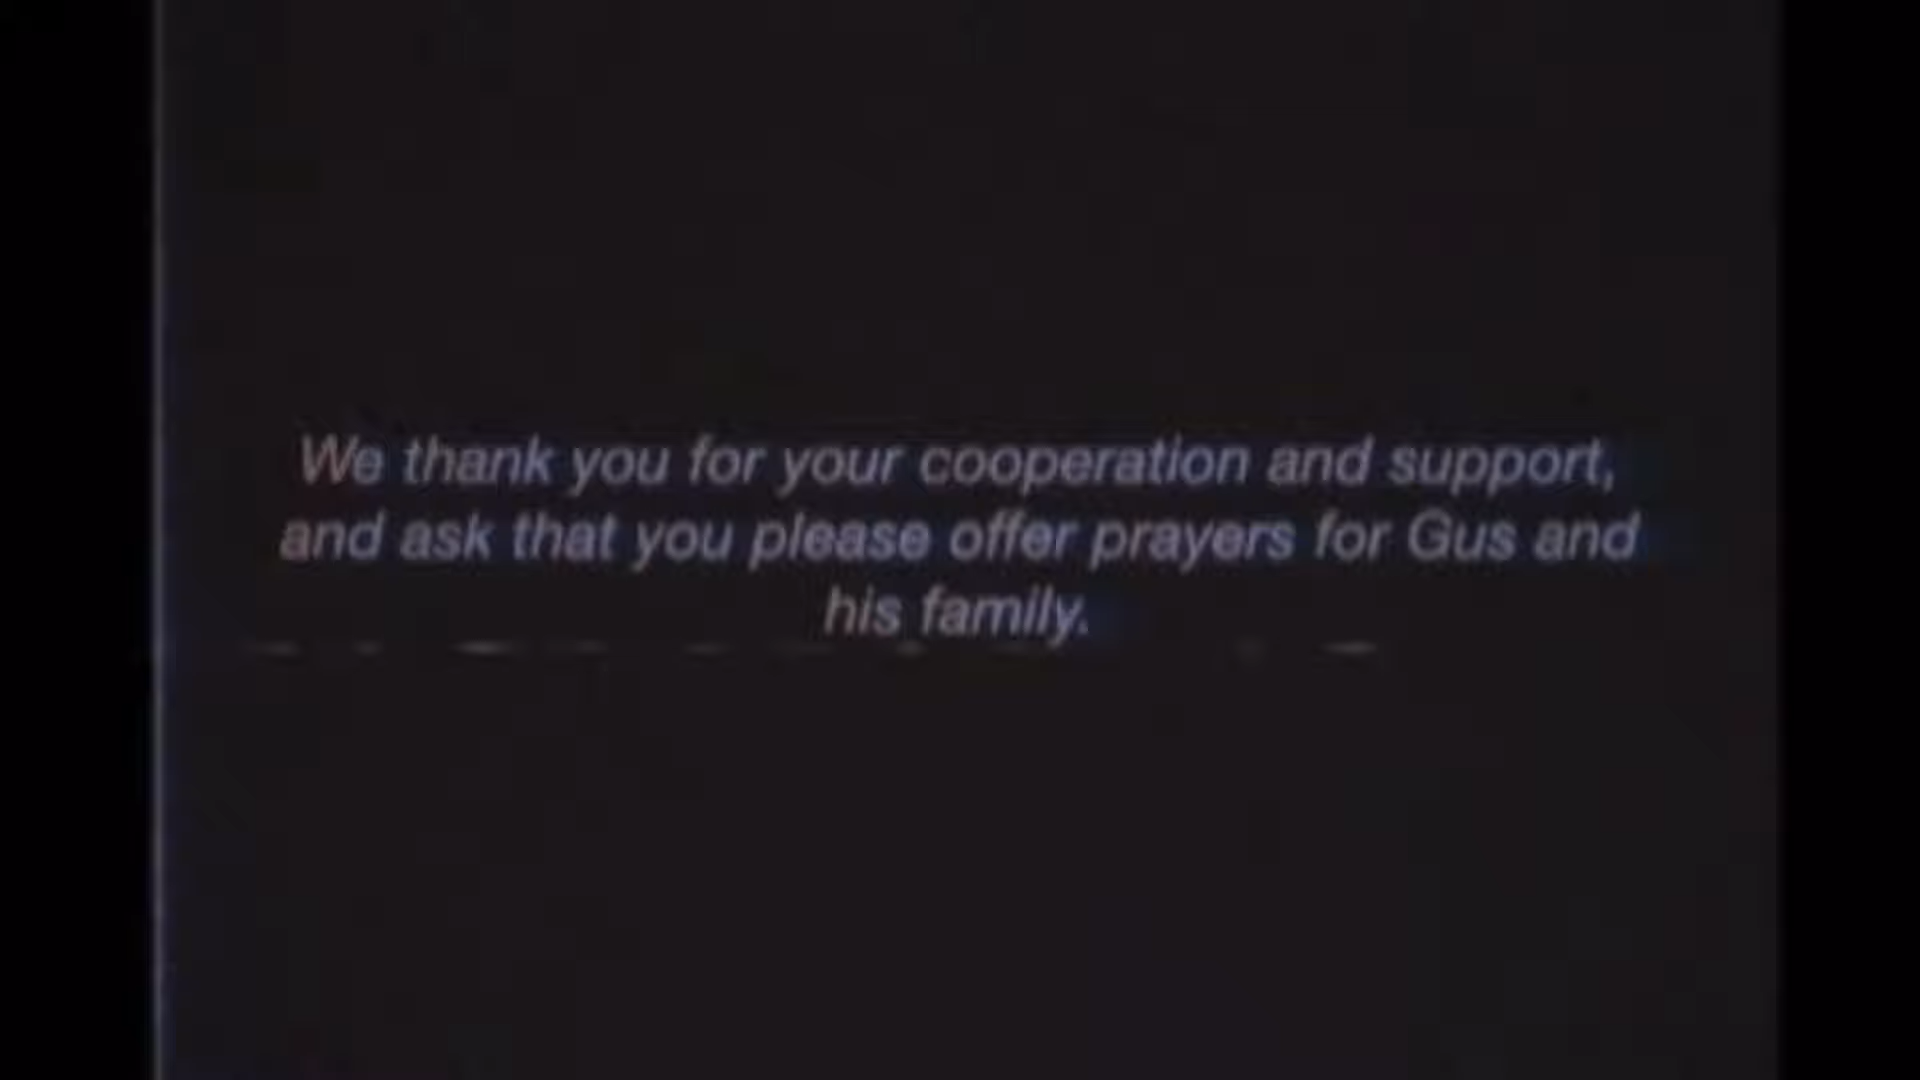 We thank you for your cooperation and support,
and ask that you please offer prayers for Gus and
his family.